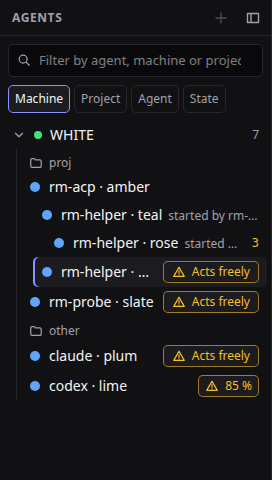 AGENTS
Filter by agent, machine or projec
Machine Project Agent State
WHITE 7
proj
rm-acp · amber
rm-helper · teal started by rm-...
rm-helper · rose started ... 3
rm-helper · ... Acts freely
rm-probe · slate Acts freely
other
claude · plum Acts freely
codex · lime 85 %